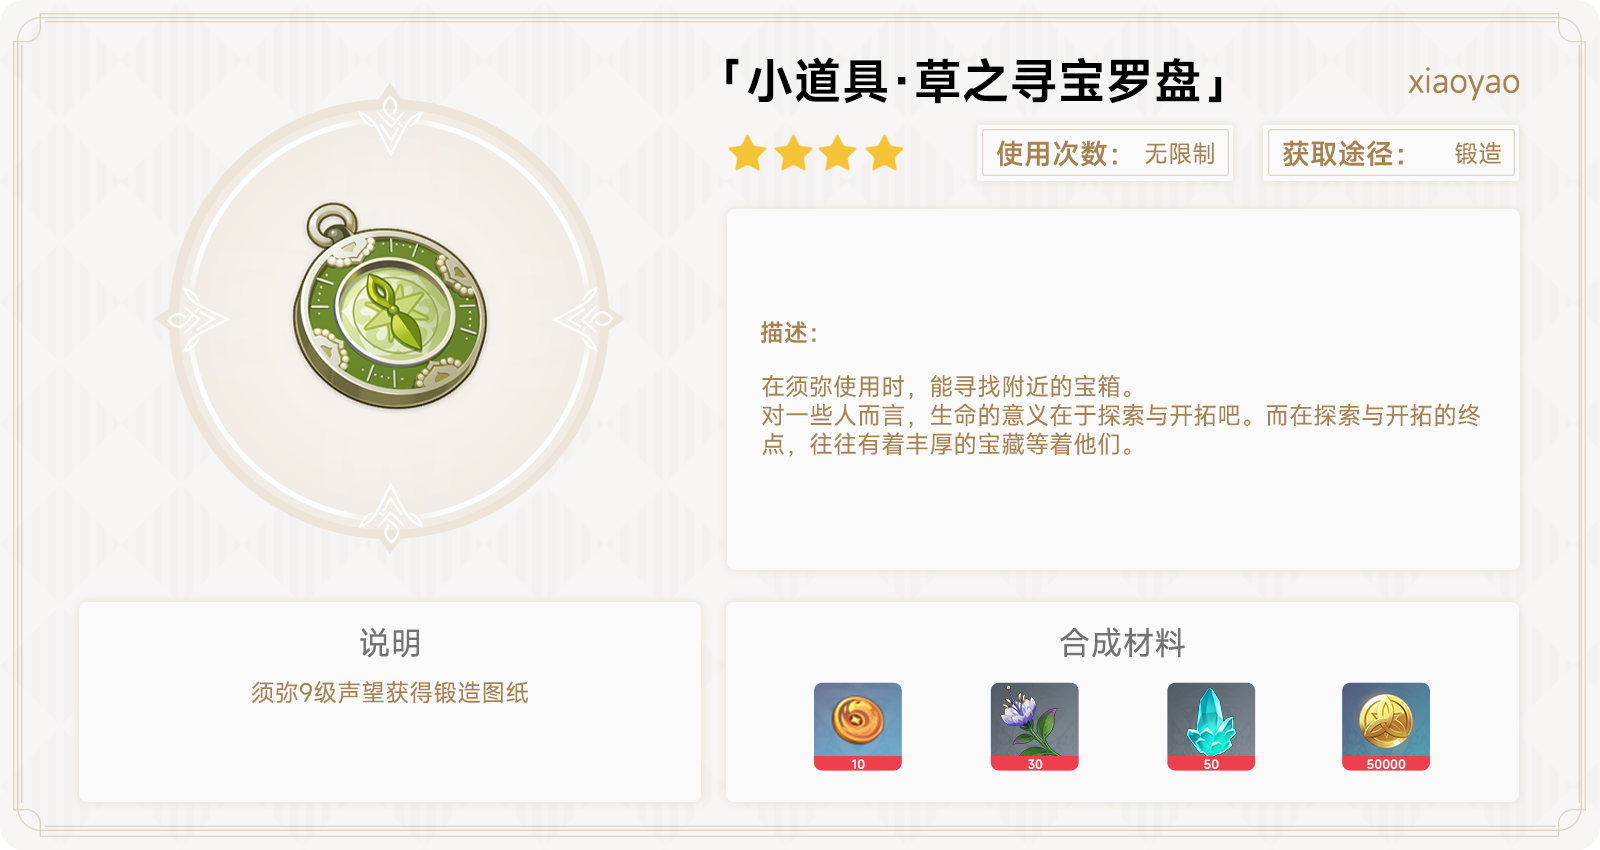 「小道具·草之寻宝罗盘」
xiaoyao
使用次数： 无限制
获取途径： 锻造
描述：
在须弥使用时，能寻找附近的宝箱。
对一些人而言，生命的意义在于探索与开拓吧。而在探索与开拓的终
点，往往有着丰厚的宝藏等着他们。
说明
须弥9级声望获得锻造图纸
合成材料
10
30
50
50000